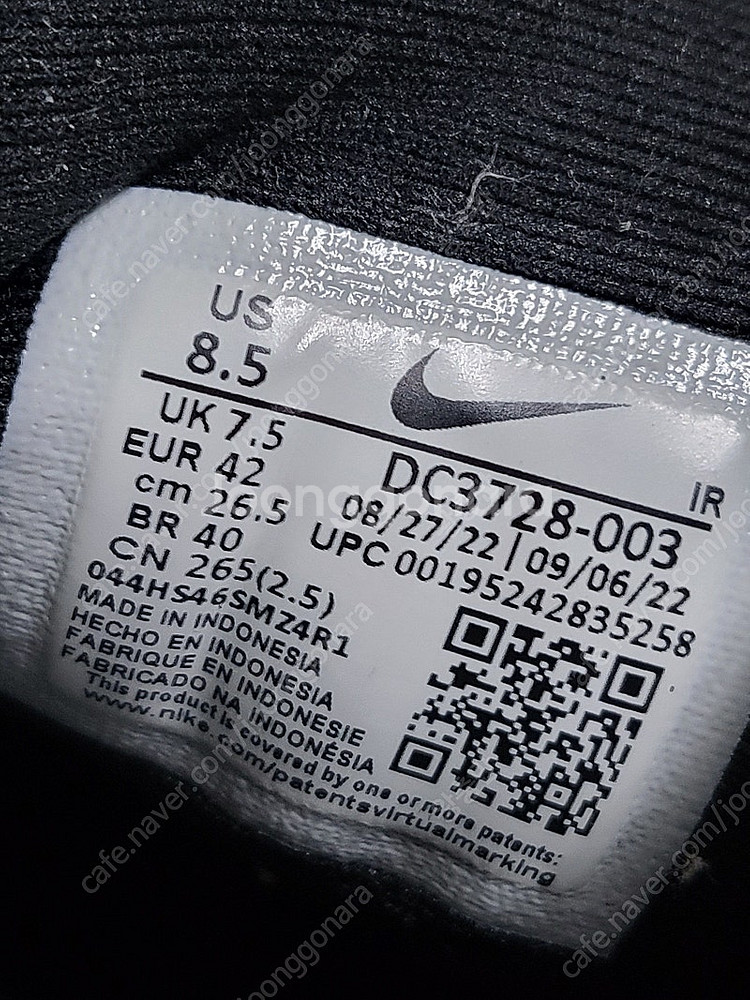 US
8.5
UK 7.5
EUR 42
cm 26.5
BR 40
CN 265(2.5)
044HS46SMZ4R1
MADE IN INDONESIA
HECHO EN INDONESIA
FABRIQUE EN INDONESIE
FABRICADO NA INDONÉSIA
This product is covered by one or more patents:
www.nike.com/patentsvirtualmarking
IR
DC3728-003
08/27/22 | 09/06/22
UPC 00195242835258
joonggonara
cafe.naver.com/joonggonara